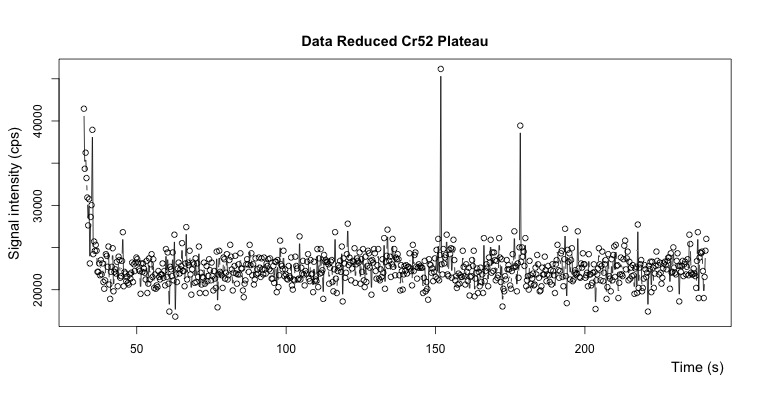 Data Reduced Cr52 Plateau
Signal intensity (cps)
40000
30000
20000
50 100 150 200
Time (s)